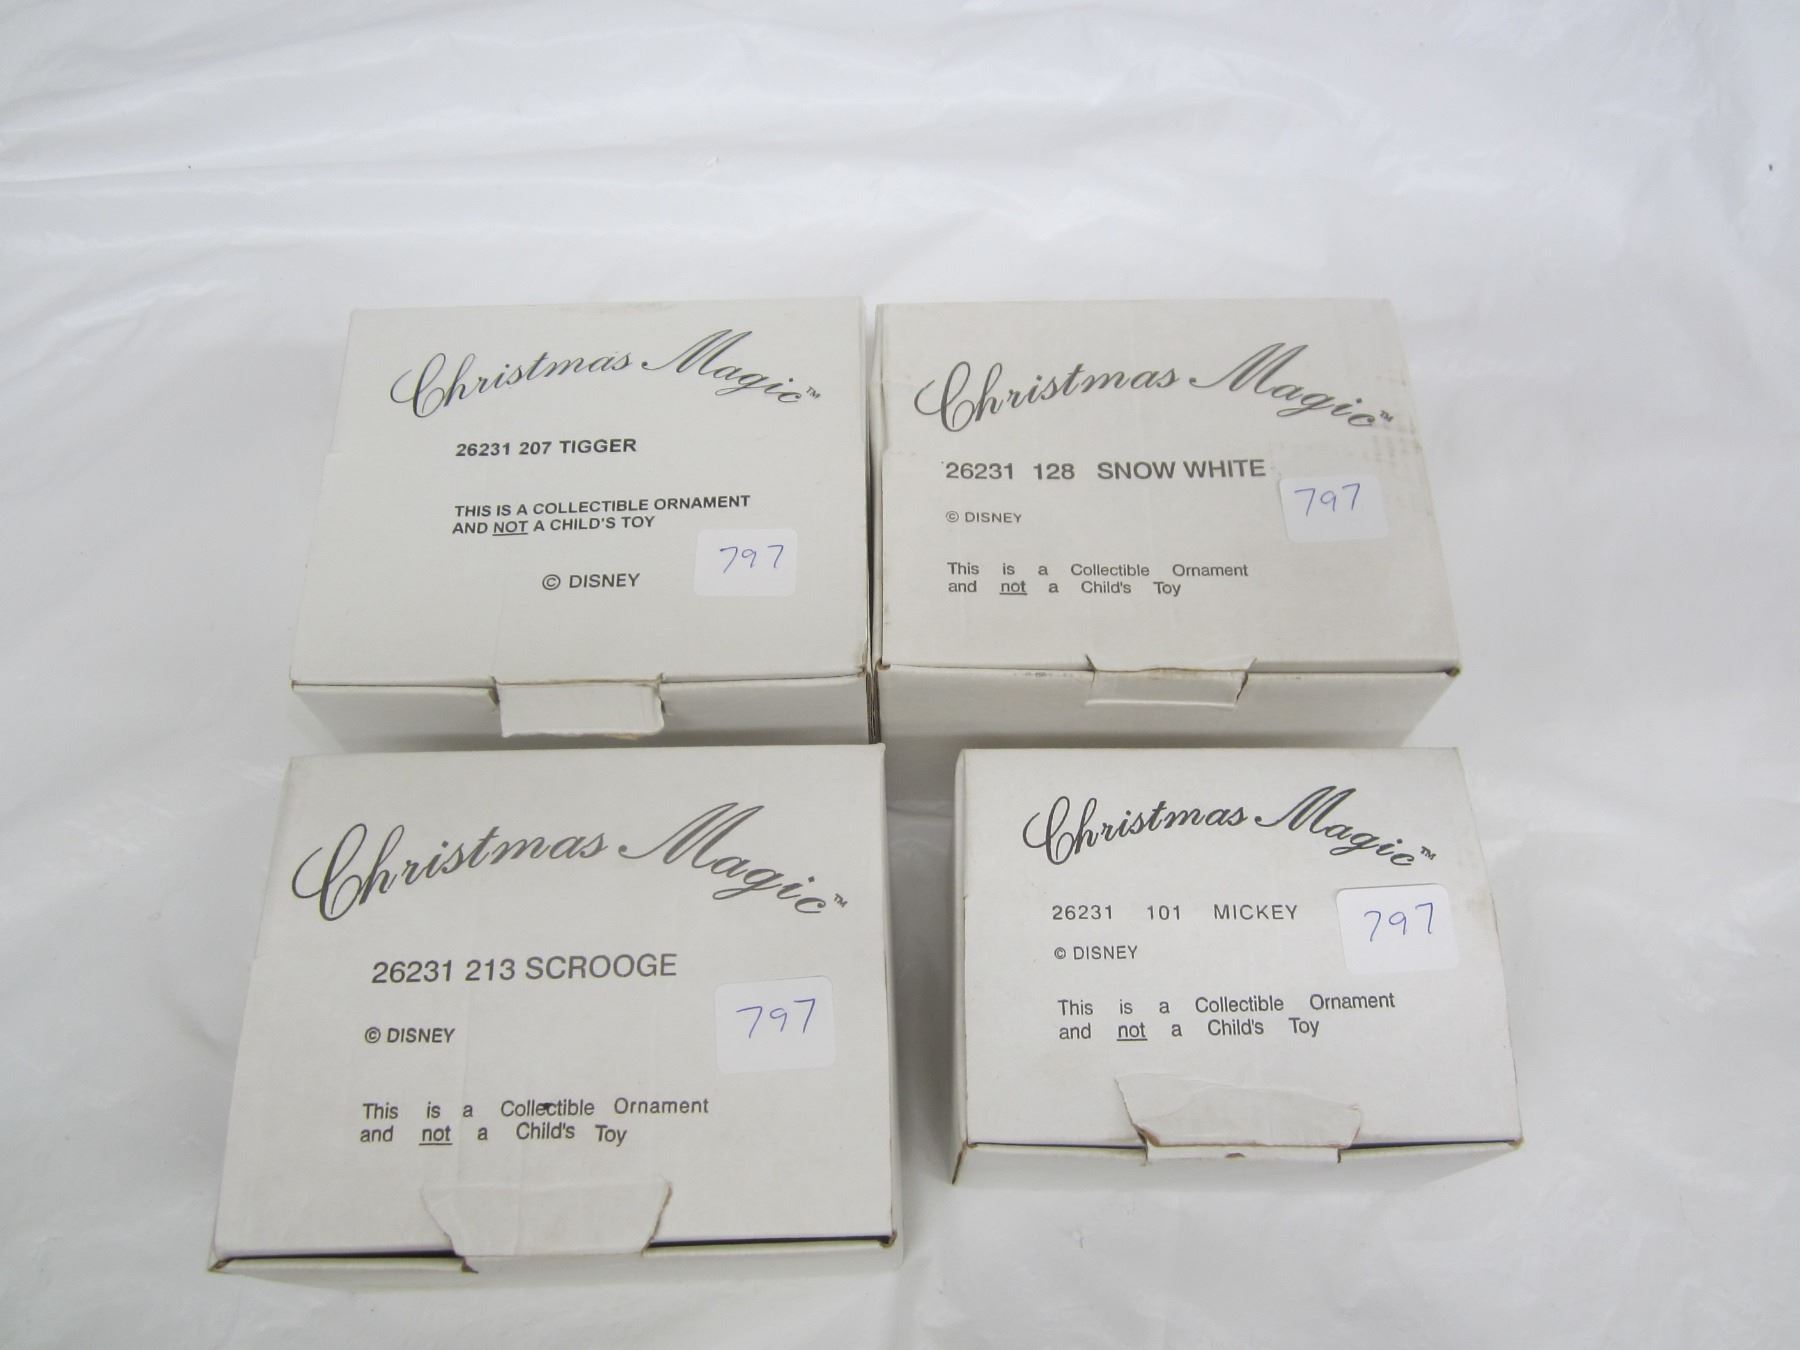 Christmas Magic™
26231 207 TIGGER
THIS IS A COLLECTIBLE ORNAMENT
AND NOT A CHILD'S TOY
797
© DISNEY
Christmas Magic™
26231 128 SNOW WHITE
797
© DISNEY
This is a Collectible Ornament
and not a Child's Toy
Christmas Magic™
26231 213 SCROOGE
797
© DISNEY
This is a Collectible Ornament
and not a Child's Toy
Christmas Magic™
26231 101 MICKEY
797
© DISNEY
This is a Collectible Ornament
and not a Child's Toy